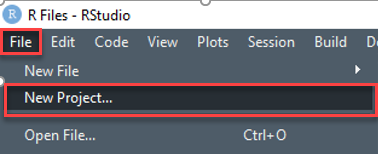 R Files - RStudio
File Edit Code View Plots Session Build
New File
New Project...
Open File... Ctrl+O